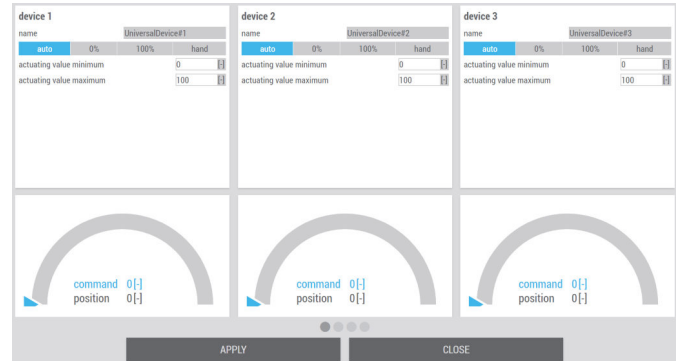 device 1
name UniversalDevice#1
auto 0% 100% hand
actuating value minimum 0 [-]
actuating value maximum 100 [-]
command 0 [-]
position 0 [-]
device 2
name UniversalDevice#2
auto 0% 100% hand
actuating value minimum 0 [-]
actuating value maximum 100 [-]
command 0 [-]
position 0 [-]
device 3
name UniversalDevice#3
auto 0% 100% hand
actuating value minimum 0 [-]
actuating value maximum 100 [-]
command 0 [-]
position 0 [-]
APPLY CLOSE